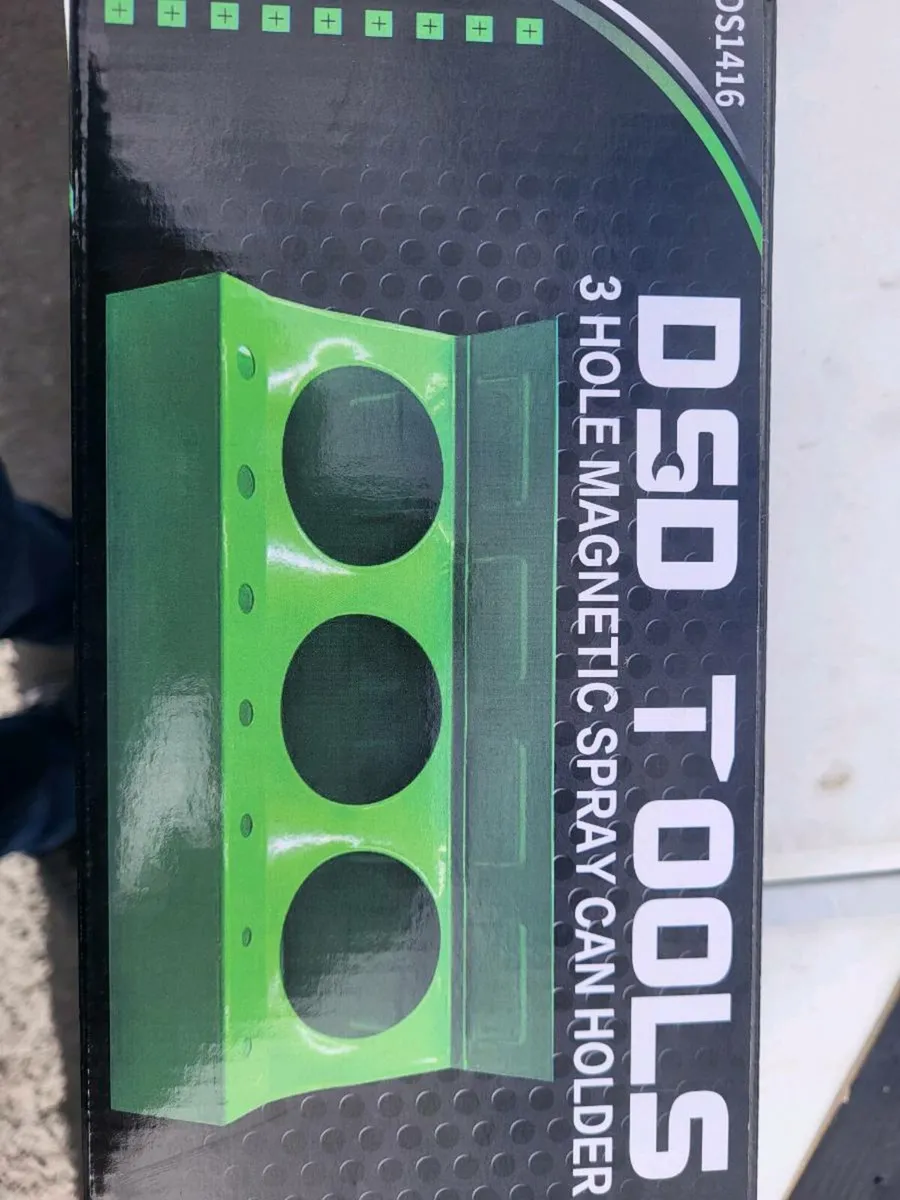 DS1416
DSD TOOLS
3 HOLE MAGNETIC SPRAY CAN HOLDER